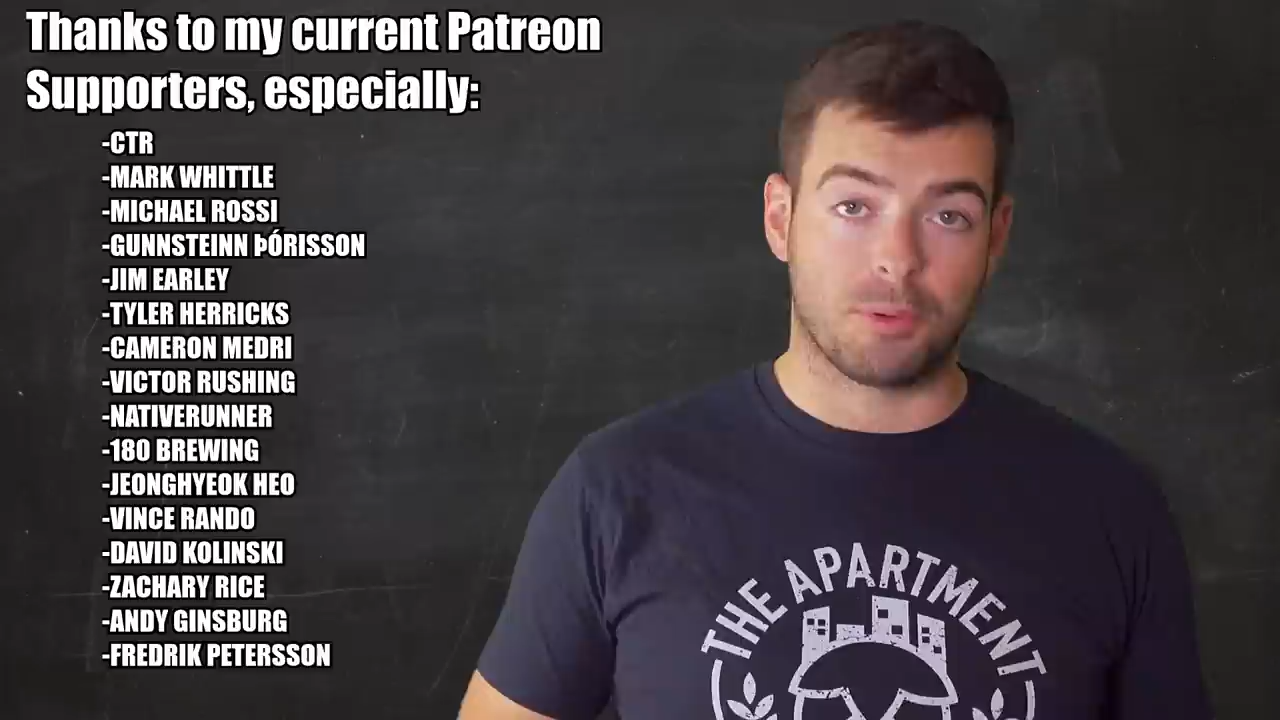 Thanks to my current Patreon
Supporters, especially:
-CTR
-MARK WHITTLE
-MICHAEL ROSSI
-GUNNSTEINN ÞÓRISSON
-JIM EARLEY
-TYLER HERRICKS
-CAMERON MEDRI
-VICTOR RUSHING
-NATIVERUNNER
-180 BREWING
-JEONGHYEOK HEO
-VINCE RANDO
-DAVID KOLINSKI
-ZACHARY RICE
-ANDY GINSBURG
-FREDRIK PETERSSON
THE APARTMENT